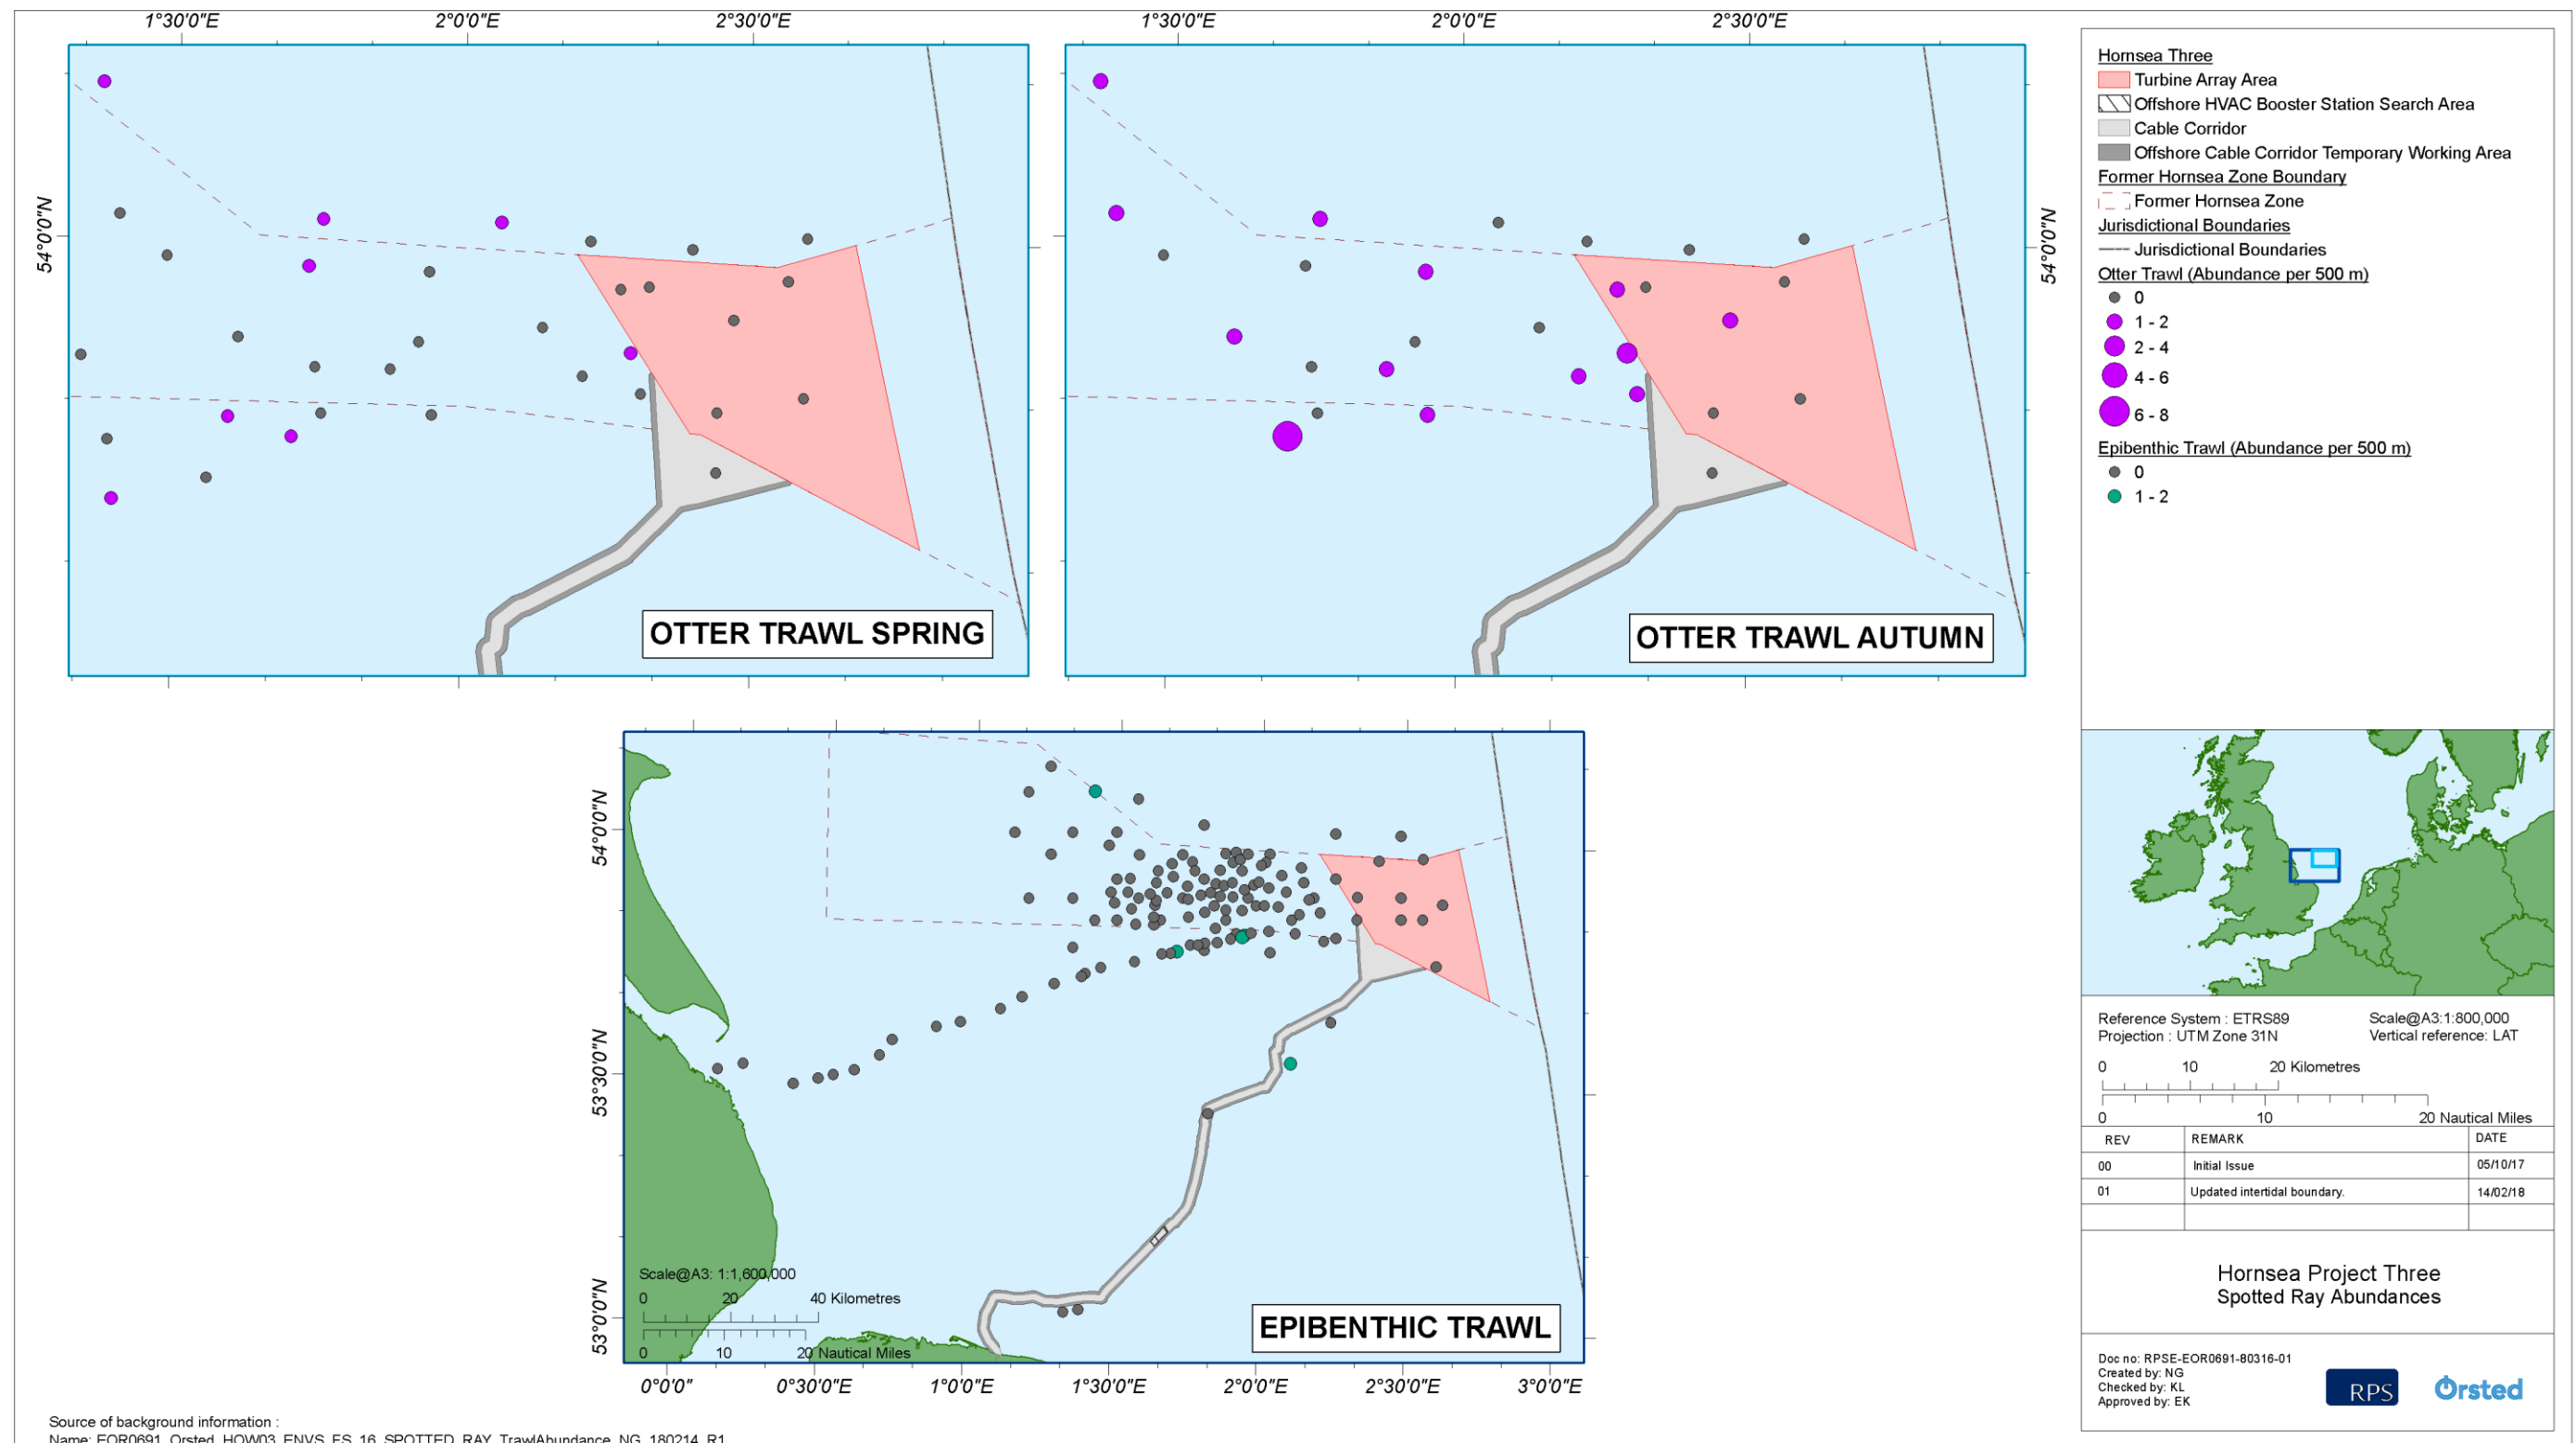 1°30'0"E 2°0'0"E 2°30'0"E
1°30'0"E 2°0'0"E 2°30'0"E
54°0'0"N
54°0'0"N
OTTER TRAWL SPRING
OTTER TRAWL AUTUMN
Hornsea Three
Turbine Array Area
Offshore HVAC Booster Station Search Area
Cable Corridor
Offshore Cable Corridor Temporary Working Area
Former Hornsea Zone Boundary
Former Hornsea Zone
Jurisdictional Boundaries
Jurisdictional Boundaries
Otter Trawl (Abundance per 500 m)
0
1 - 2
2 - 4
4 - 6
6 - 8
Epibenthic Trawl (Abundance per 500 m)
0
1 - 2
54°0'0"N
53°30'0"N
53°0'0"N
Scale@A3: 1:1,600,000
0 20 40 Kilometres
0 10 20 Nautical Miles
EPIBENTHIC TRAWL
0°0'0" 0°30'0"E 1°0'0"E 1°30'0"E 2°0'0"E 2°30'0"E 3°0'0"E
Reference System : ETRS89 Scale@A3:1:800,000
Projection : UTM Zone 31N Vertical reference: LAT
0 10 20 Kilometres
0 10 20 Nautical Miles
REV REMARK DATE
00 Initial Issue 05/10/17
01 Updated intertidal boundary. 14/02/18
Hornsea Project Three
Spotted Ray Abundances
Doc no: RPSE-EOR0691-80316-01
Created by: NG
Checked by: KL
Approved by: EK
RPS
Ørsted
Source of background information :
Name: EOR0691_Orsted_HOW03_ENVS_ES_16_SPOTTED_RAY_TrawlAbundance_NG_180214_R1